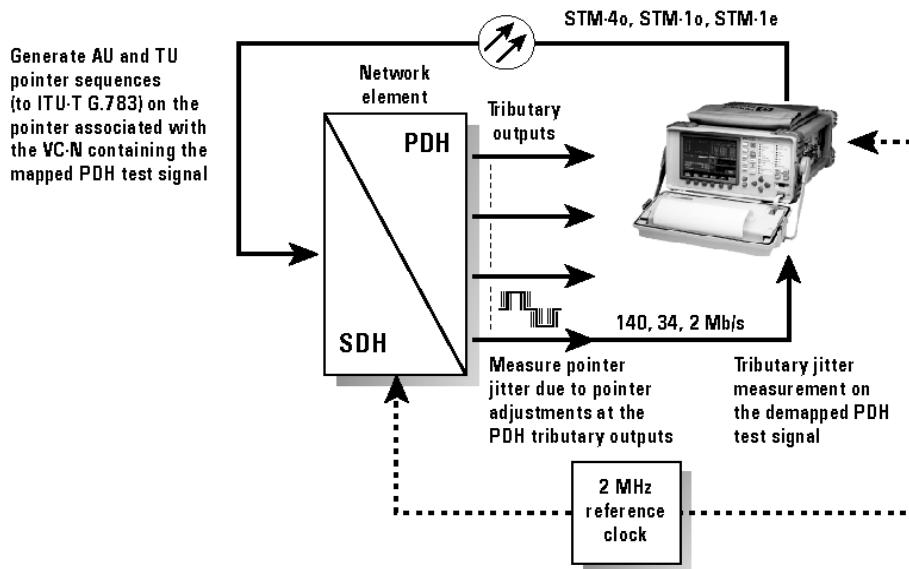 STM-4o, STM-1o, STM-1e
Generate AU and TU
pointer sequences
(to ITU-T G.783) on the
pointer associated with
the VC-N containing the
mapped PDH test signal
Network
element
Tributary
outputs
PDH
SDH
140, 34, 2 Mb/s
Measure pointer
jitter due to pointer
adjustments at the
PDH tributary outputs
Tributary jitter
measurement on
the demapped PDH
test signal
2 MHz
reference
clock